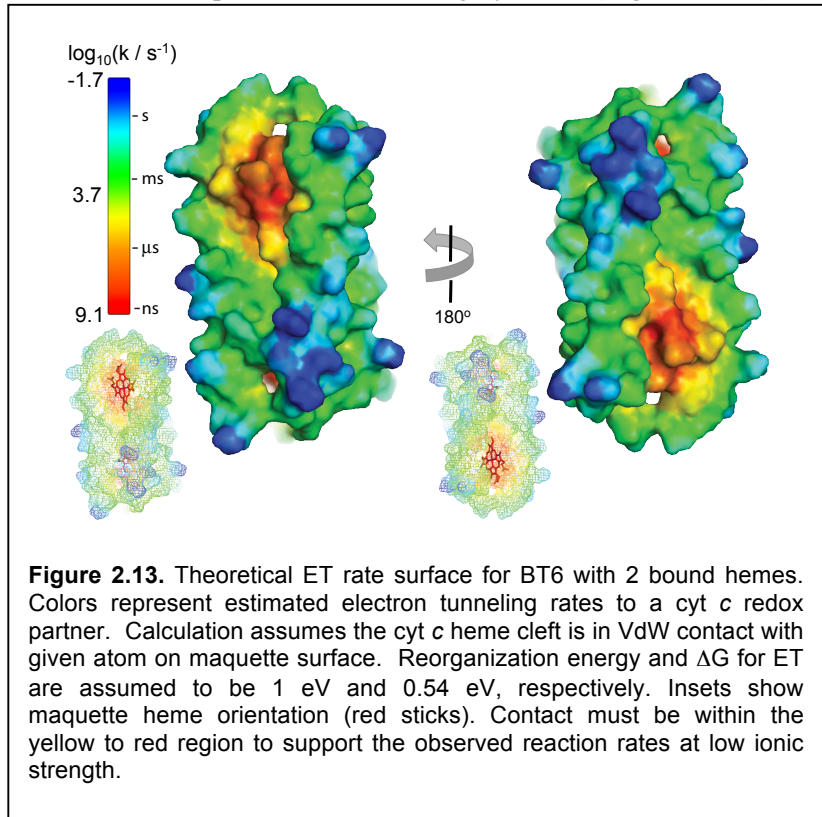 log10(k / s-1)
-1.7
s
ms
3.7
µs
ns
9.1
180º
Figure 2.13. Theoretical ET rate surface for BT6 with 2 bound hemes.
Colors represent estimated electron tunneling rates to a cyt c redox
partner. Calculation assumes the cyt c heme cleft is in VdW contact with
given atom on maquette surface. Reorganization energy and ΔG for ET
are assumed to be 1 eV and 0.54 eV, respectively. Insets show
maquette heme orientation (red sticks). Contact must be within the
yellow to red region to support the observed reaction rates at low ionic
strength.